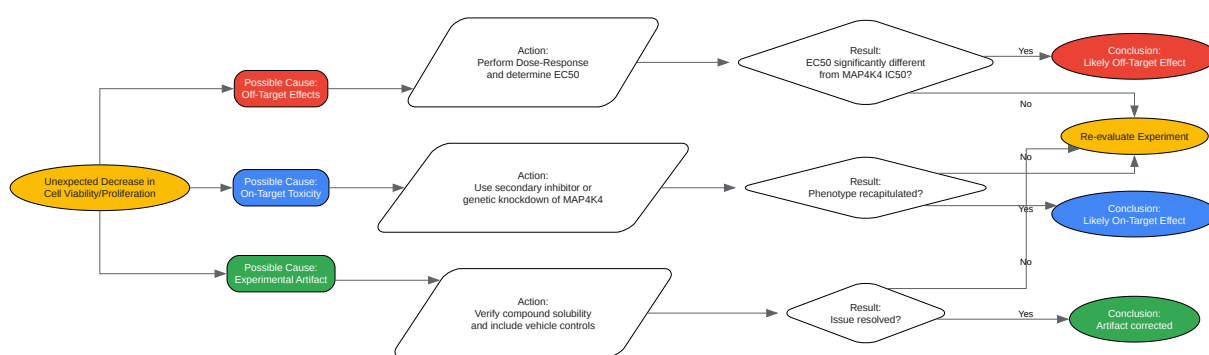 Unexpected Decrease in
Cell Viability/Proliferation
Possible Cause:
Off-Target Effects
Action:
Perform Dose-Response
and determine EC50
Result:
EC50 significantly different
from MAP4K4 IC50?
Yes
Conclusion:
Likely Off-Target Effect
No
Re-evaluate Experiment
Possible Cause:
On-Target Toxicity
Action:
Use secondary inhibitor or
genetic knockdown of MAP4K4
Result:
Phenotype recapitulated?
No
Yes
Conclusion:
Likely On-Target Effect
Possible Cause:
Experimental Artifact
Action:
Verify compound solubility
and include vehicle controls
Result:
Issue resolved?
No
Yes
Conclusion:
Artifact corrected